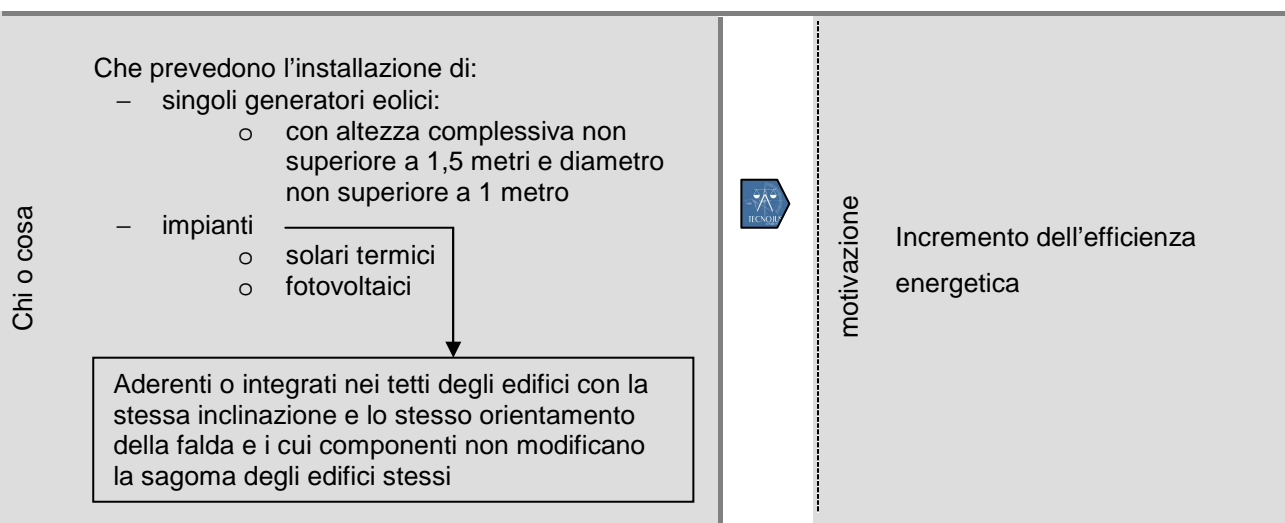 Chi o cosa
Che prevedono l’installazione di:
– singoli generatori eolici:
o con altezza complessiva non
superiore a 1,5 metri e diametro
non superiore a 1 metro
– impianti
o solari termici
o fotovoltaici
Aderenti o integrati nei tetti degli edifici con la
stessa inclinazione e lo stesso orientamento
della falda e i cui componenti non modificano
la sagoma degli edifici stessi
TECNOJUS
motivazione
Incremento dell’efficienza
energetica